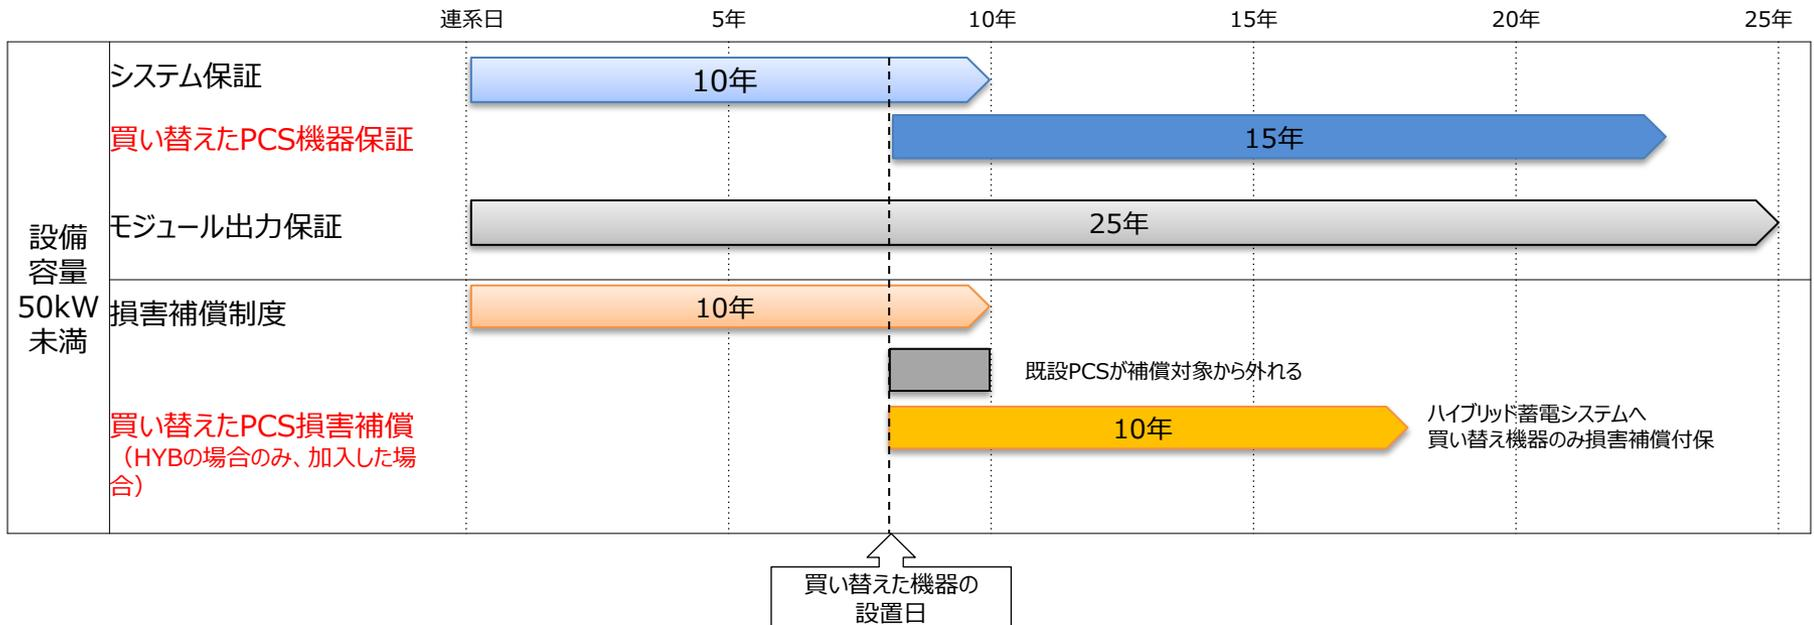 連系日 5年 10年 15年 20年 25年
システム保証
10年
買い替えたPCS機器保証
15年
モジュール出力保証
25年
設備
容量
50kW
未満
損害補償制度
10年
既設PCSが補償対象から外れる
買い替えたPCS損害補償
（HYBの場合のみ、加入した場
合）
10年
ハイブリッド蓄電システムへ
買い替え機器のみ損害補償付保
買い替えた機器の
設置日